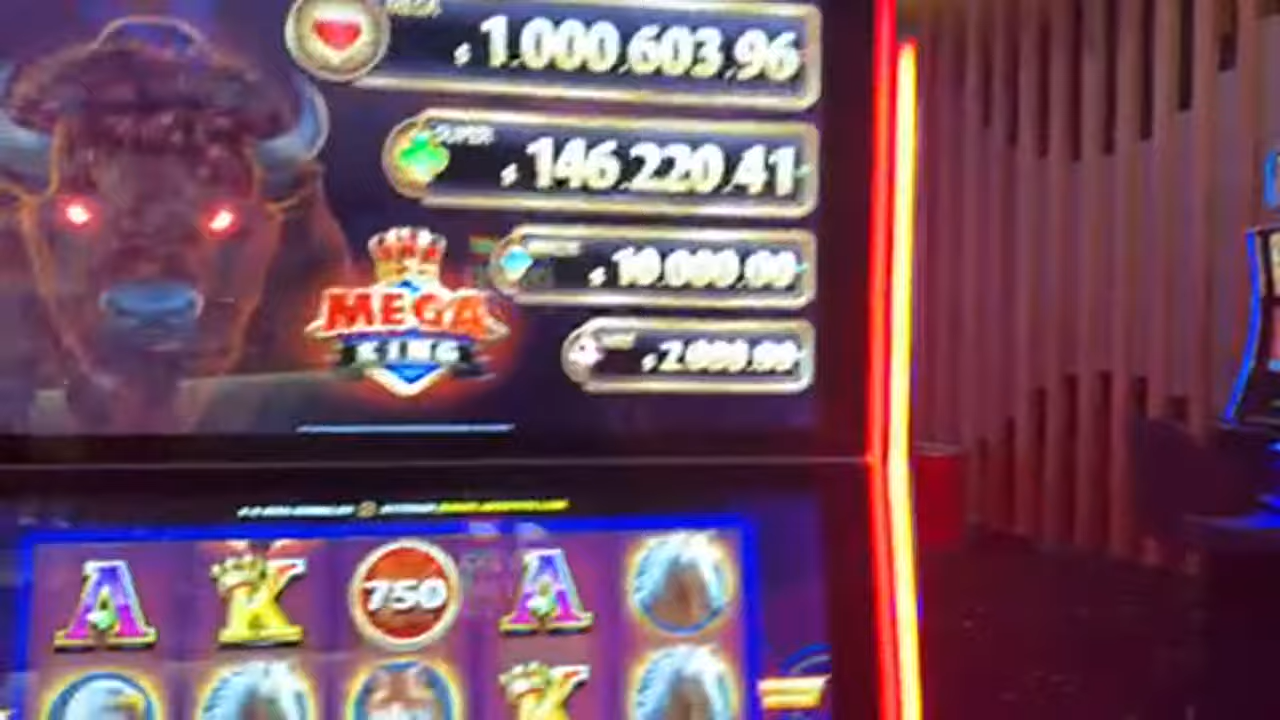 $ 1,000,603.96
SUPER
$ 146,220.41
$ 10,000.00
$ 2,000.00
MEGA
KING
A K 750 A
K